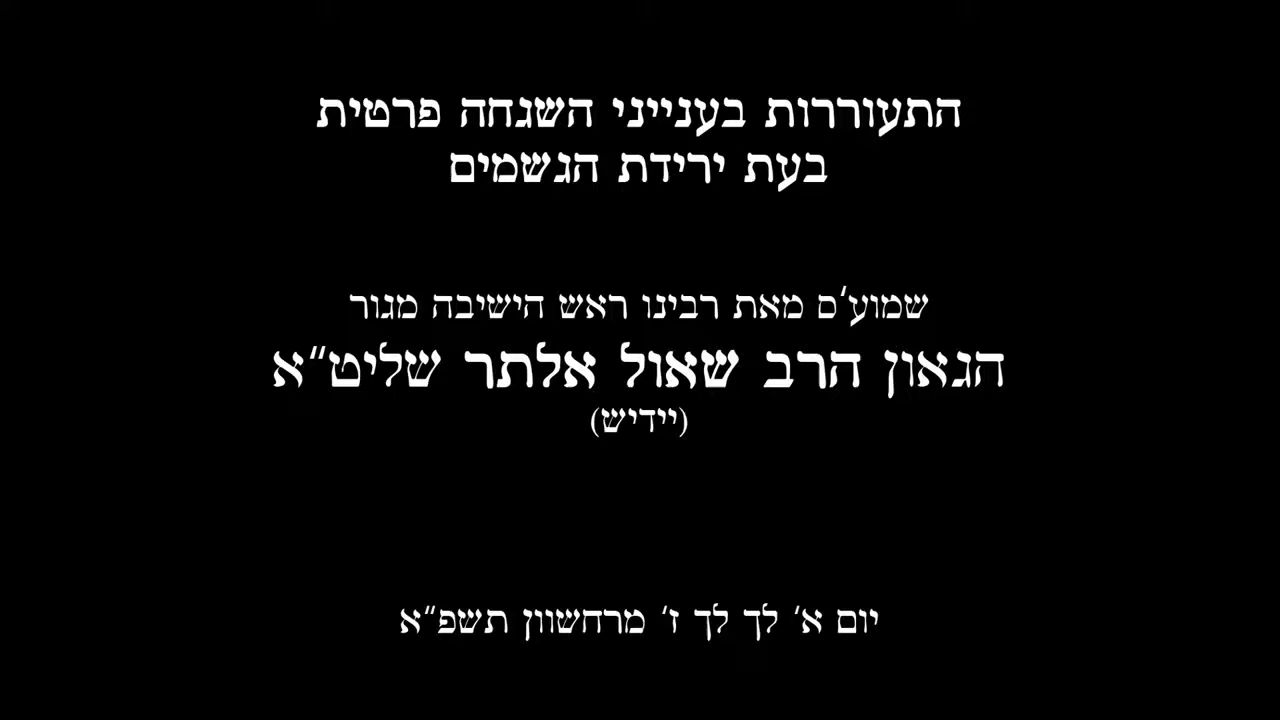 התעוררות בענייני השגחה פרטית
בעת ירידת הגשמים
שמוע׳ם מאת רבינו ראש הישיבה מגור
הגאון הרב שאול אלתר שליט״א
(יידיש)
יום א׳ לך לך ז׳ מרחשוון תשפ״א